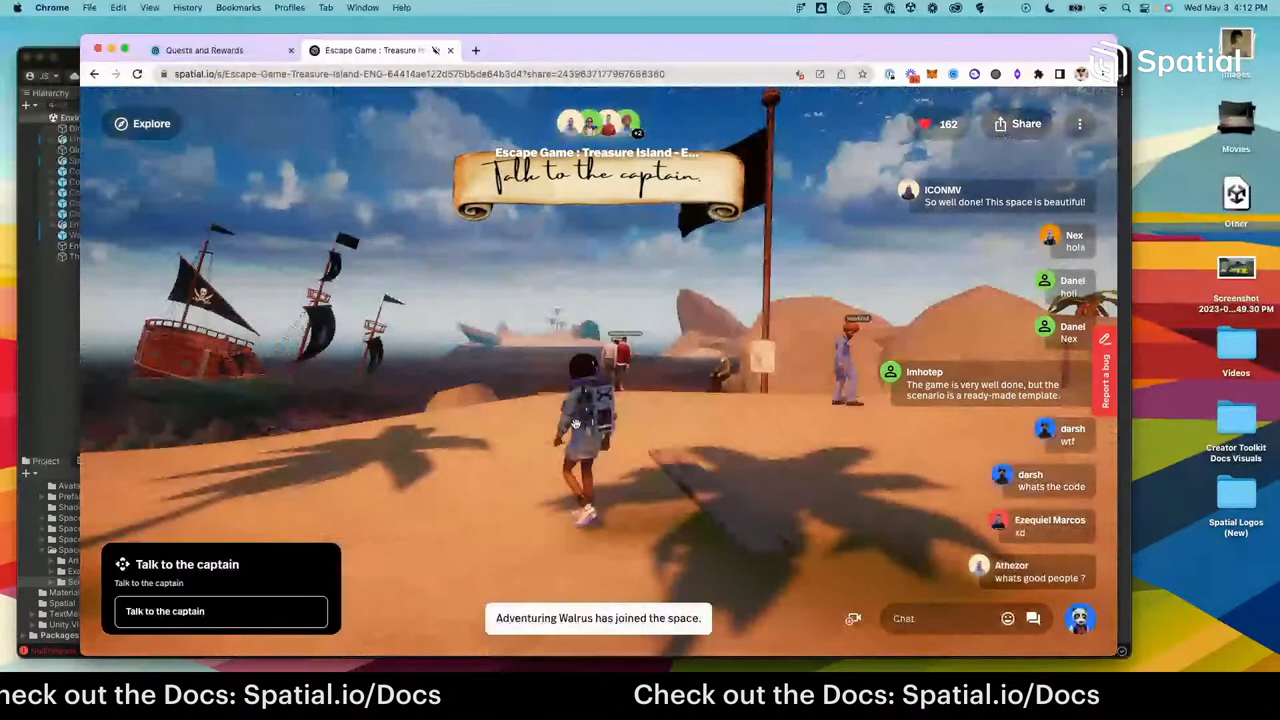 Chrome File Edit View History Bookmarks Profiles Tab Window Help
Wed May 3 4:12 PM
Quests and Rewards
Escape Game : Treasure Is
spatial.io/s/Escape-Game-Treasure-Island-ENG-64414ae122d575b5de64b3d4?share=2439637177967688380
Spatial
Images
Movies
Other
Screenshot
2023-0...49.30 PM
Videos
Creator Toolkit
Docs Visuals
Spatial Logos
(New)
JS
Hierarchy
Project
Packages
Explore
+2
Escape Game : Treasure Island - E...
Talk to the captain.
162
Share
ICONMV
So well done! This space is beautiful!
Nex
hola
Danel
holi
Danel
Nex
Imhotep
The game is very well done, but the
scenario is a ready-made template.
darsh
wtf
darsh
whats the code
Ezequiel Marcos
xd
Athezor
whats good people ?
Report a bug
Talk to the captain
Talk to the captain
Talk to the captain
Adventuring Walrus has joined the space.
Chat
heck out the Docs: Spatial.io/Docs
Check out the Docs: Spatial.io/Docs